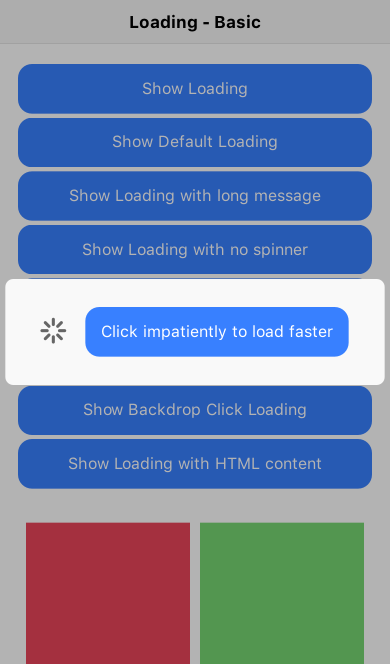 Loading - Basic
Show Loading
Show Default Loading
Show Loading with long message
Show Loading with no spinner
Click impatiently to load faster
Show Backdrop Click Loading
Show Loading with HTML content